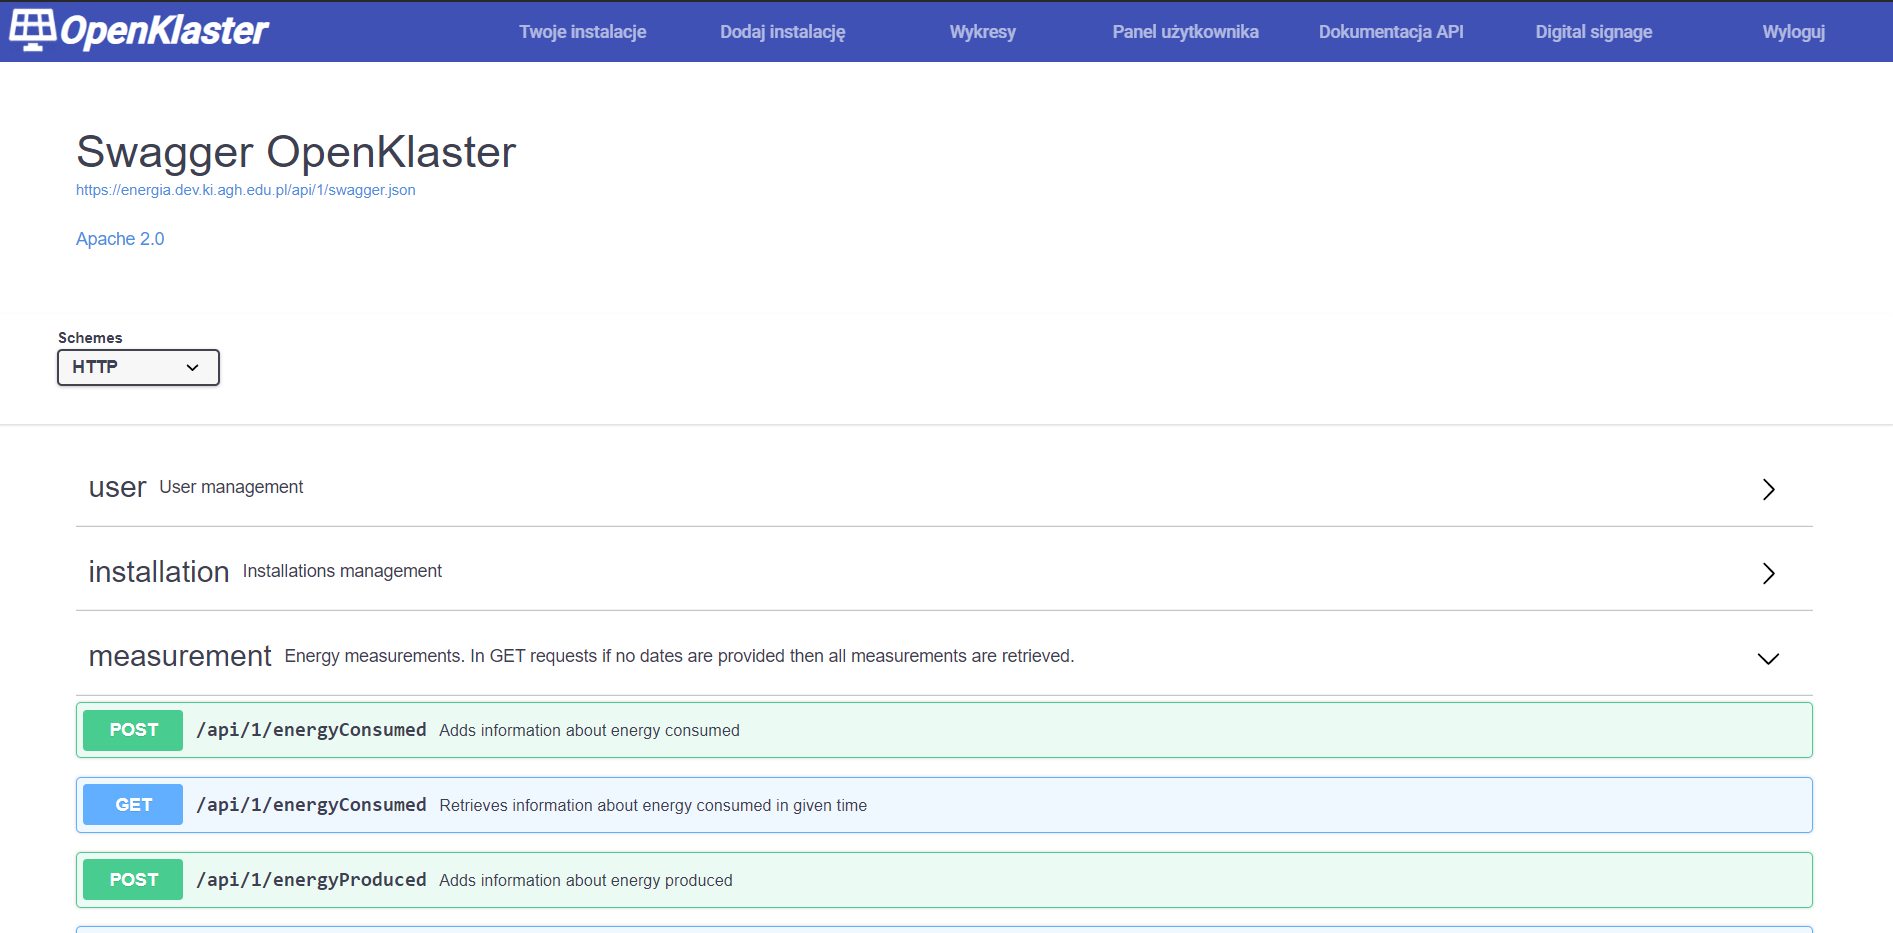 OpenKlaster Twoje instalacje Dodaj instalację Wykresy Panel użytkownika Dokumentacja API Digital signage Wyloguj
Swagger OpenKlaster
https://energia.dev.ki.agh.edu.pl/api/1/swagger.json
Apache 2.0
Schemes
HTTP
user User management
installation Installations management
measurement Energy measurements. In GET requests if no dates are provided then all measurements are retrieved.
POST /api/1/energyConsumed Adds information about energy consumed
GET /api/1/energyConsumed Retrieves information about energy consumed in given time
POST /api/1/energyProduced Adds information about energy produced